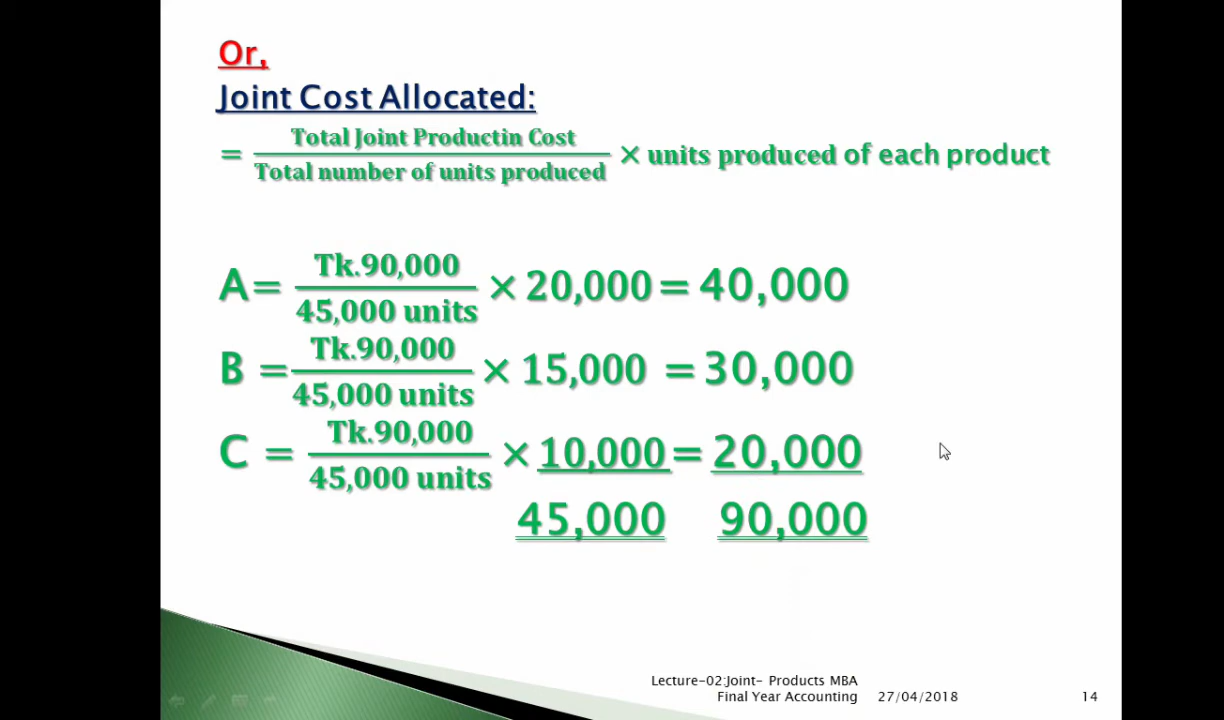 Or,
Joint Cost Allocated:
= Total Joint Productin Cost / Total number of units produced × units produced of each product
A= Tk.90,000 / 45,000 units × 20,000 = 40,000
B = Tk.90,000 / 45,000 units × 15,000 = 30,000
C = Tk.90,000 / 45,000 units × 10,000 = 20,000
45,000 90,000
Lecture-02:Joint- Products MBA
Final Year Accounting 27/04/2018 14